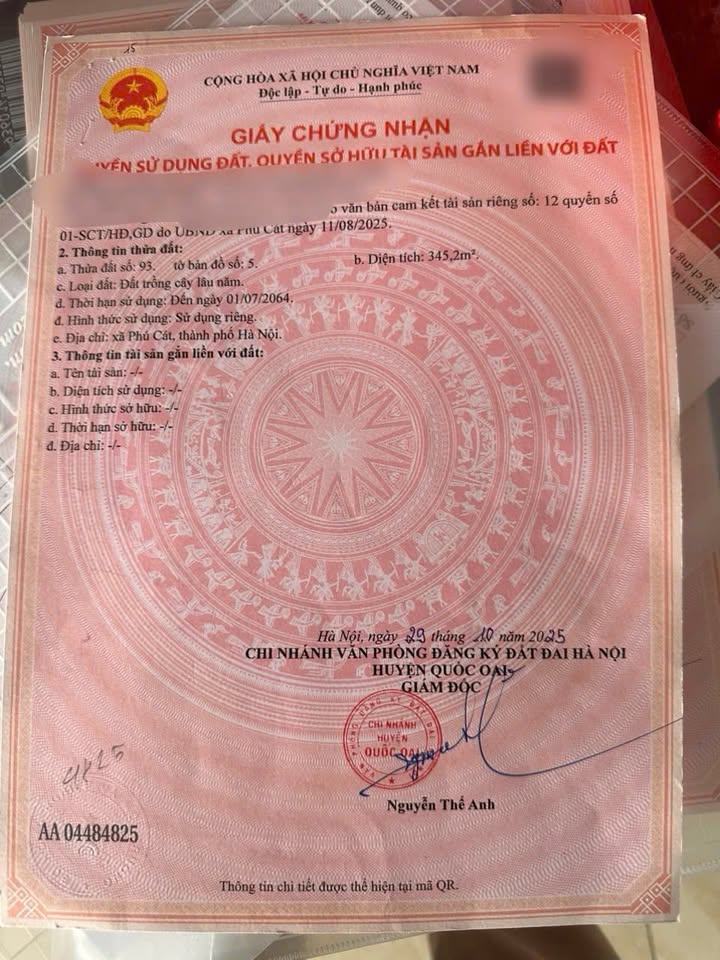 15
CỘNG HÒA XÃ HỘI CHỦ NGHĨA VIỆT NAM
Độc lập - Tự do - Hạnh phúc
GIẤY CHỨNG NHẬN
SỬ DỤNG ĐẤT, QUYỀN SỞ HỮU TÀI SẢN GẮN LIỀN VỚI ĐẤT
văn bản cam kết tài sản riêng số: 12 quyển số
01-SCT/HĐ,GD do UBND xã Phú Cát ngày 11/08/2025.
2. Thông tin thửa đất:
a. Thửa đất số: 93. tờ bản đồ số: 5. b. Diện tích: 345,2m².
c. Loại đất: Đất trồng cây lâu năm.
d. Thời hạn sử dụng: Đến ngày 01/07/2064.
đ. Hình thức sử dụng: Sử dụng riêng.
e. Địa chỉ: xã Phú Cát, thành phố Hà Nội.
3. Thông tin tài sản gắn liền với đất:
a. Tên tài sản: -/-
b. Diện tích sử dụng: -/-
c. Hình thức sở hữu: -/-
d. Thời hạn sở hữu: -/-
đ. Địa chỉ: -/-
Hà Nội, ngày 29 tháng 10 năm 2025
CHI NHÁNH VĂN PHÒNG ĐĂNG KÝ ĐẤT ĐAI HÀ NỘI
HUYỆN QUỐC OAI
GIÁM ĐỐC
CHI NHÁNH
HUYỆN
QUỐC OAI
Nguyễn Thế Anh
4825
AA 04484825
Thông tin chi tiết được thể hiện tại mã QR.